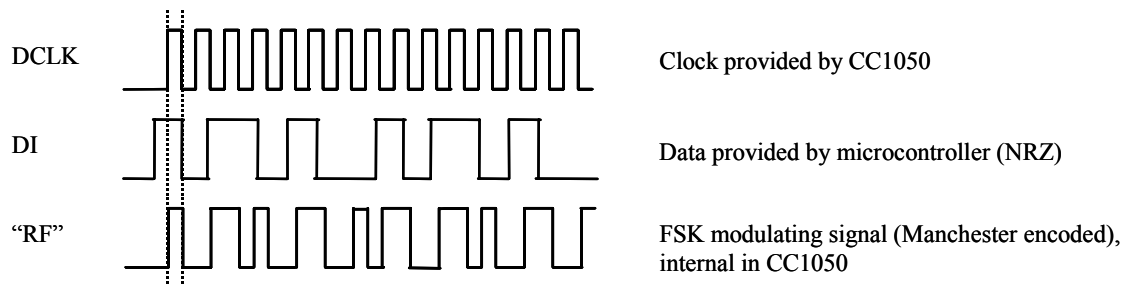 DCLK
Clock provided by CC1050
DI
Data provided by microcontroller (NRZ)
“RF”
FSK modulating signal (Manchester encoded),
internal in CC1050